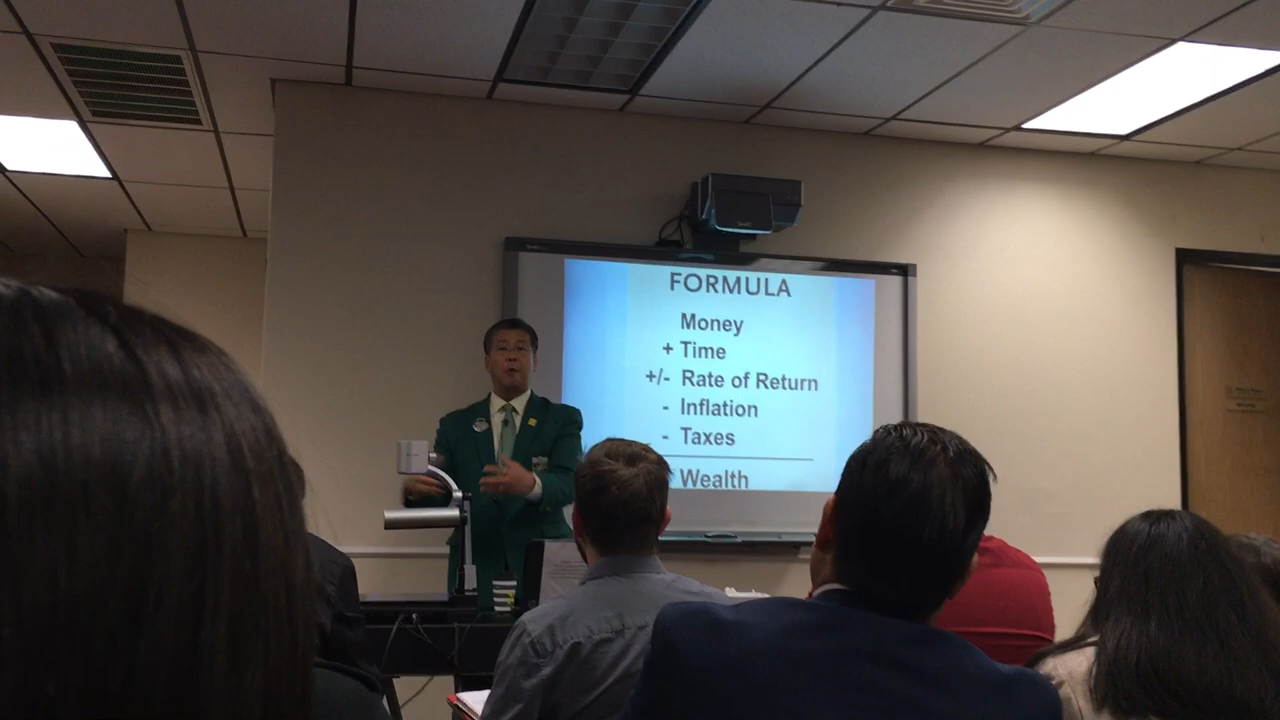 FORMULA
Money
+ Time
+/- Rate of Return
- Inflation
- Taxes
Wealth